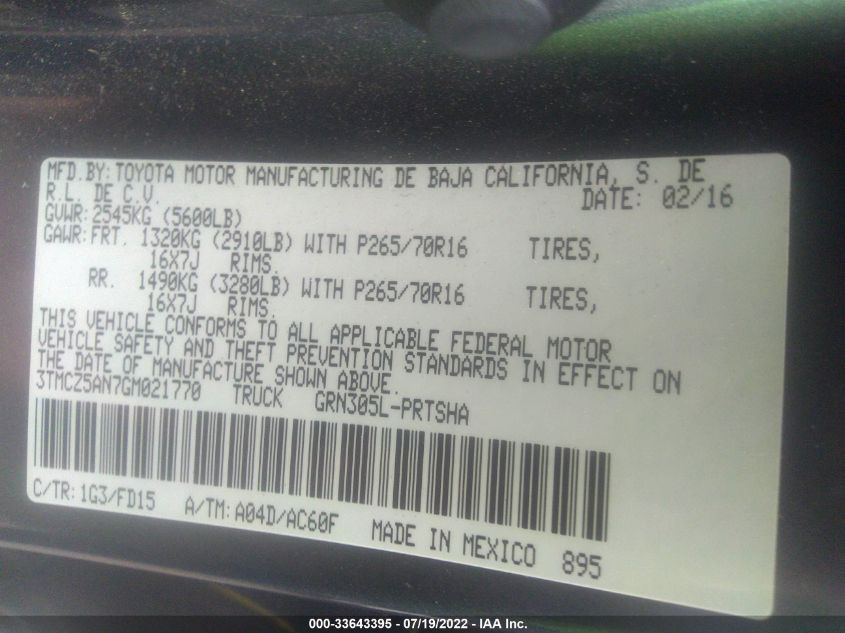 MFD.BY:TOYOTA MOTOR MANUFACTURING DE BAJA CALIFORNIA, S. DE
R.L. DE C.V. DATE: 02/16
GVWR:2545KG (5600LB)
GAWR:FRT. 1320KG (2910LB) WITH P265/70R16 TIRES,
16X7J RIMS.
RR. 1490KG (3280LB) WITH P265/70R16 TIRES,
16X7J RIMS.
THIS VEHICLE CONFORMS TO ALL APPLICABLE FEDERAL MOTOR
VEHICLE SAFETY AND THEFT PREVENTION STANDARDS IN EFFECT ON
THE DATE OF MANUFACTURE SHOWN ABOVE.
3TMCZ5AN7GM021770 TRUCK GRN305L-PRTSHA
C/TR:1G3/FD15 A/TM:A04D/AC60F MADE IN MEXICO 895
000-33643395 - 07/19/2022 - IAA Inc.